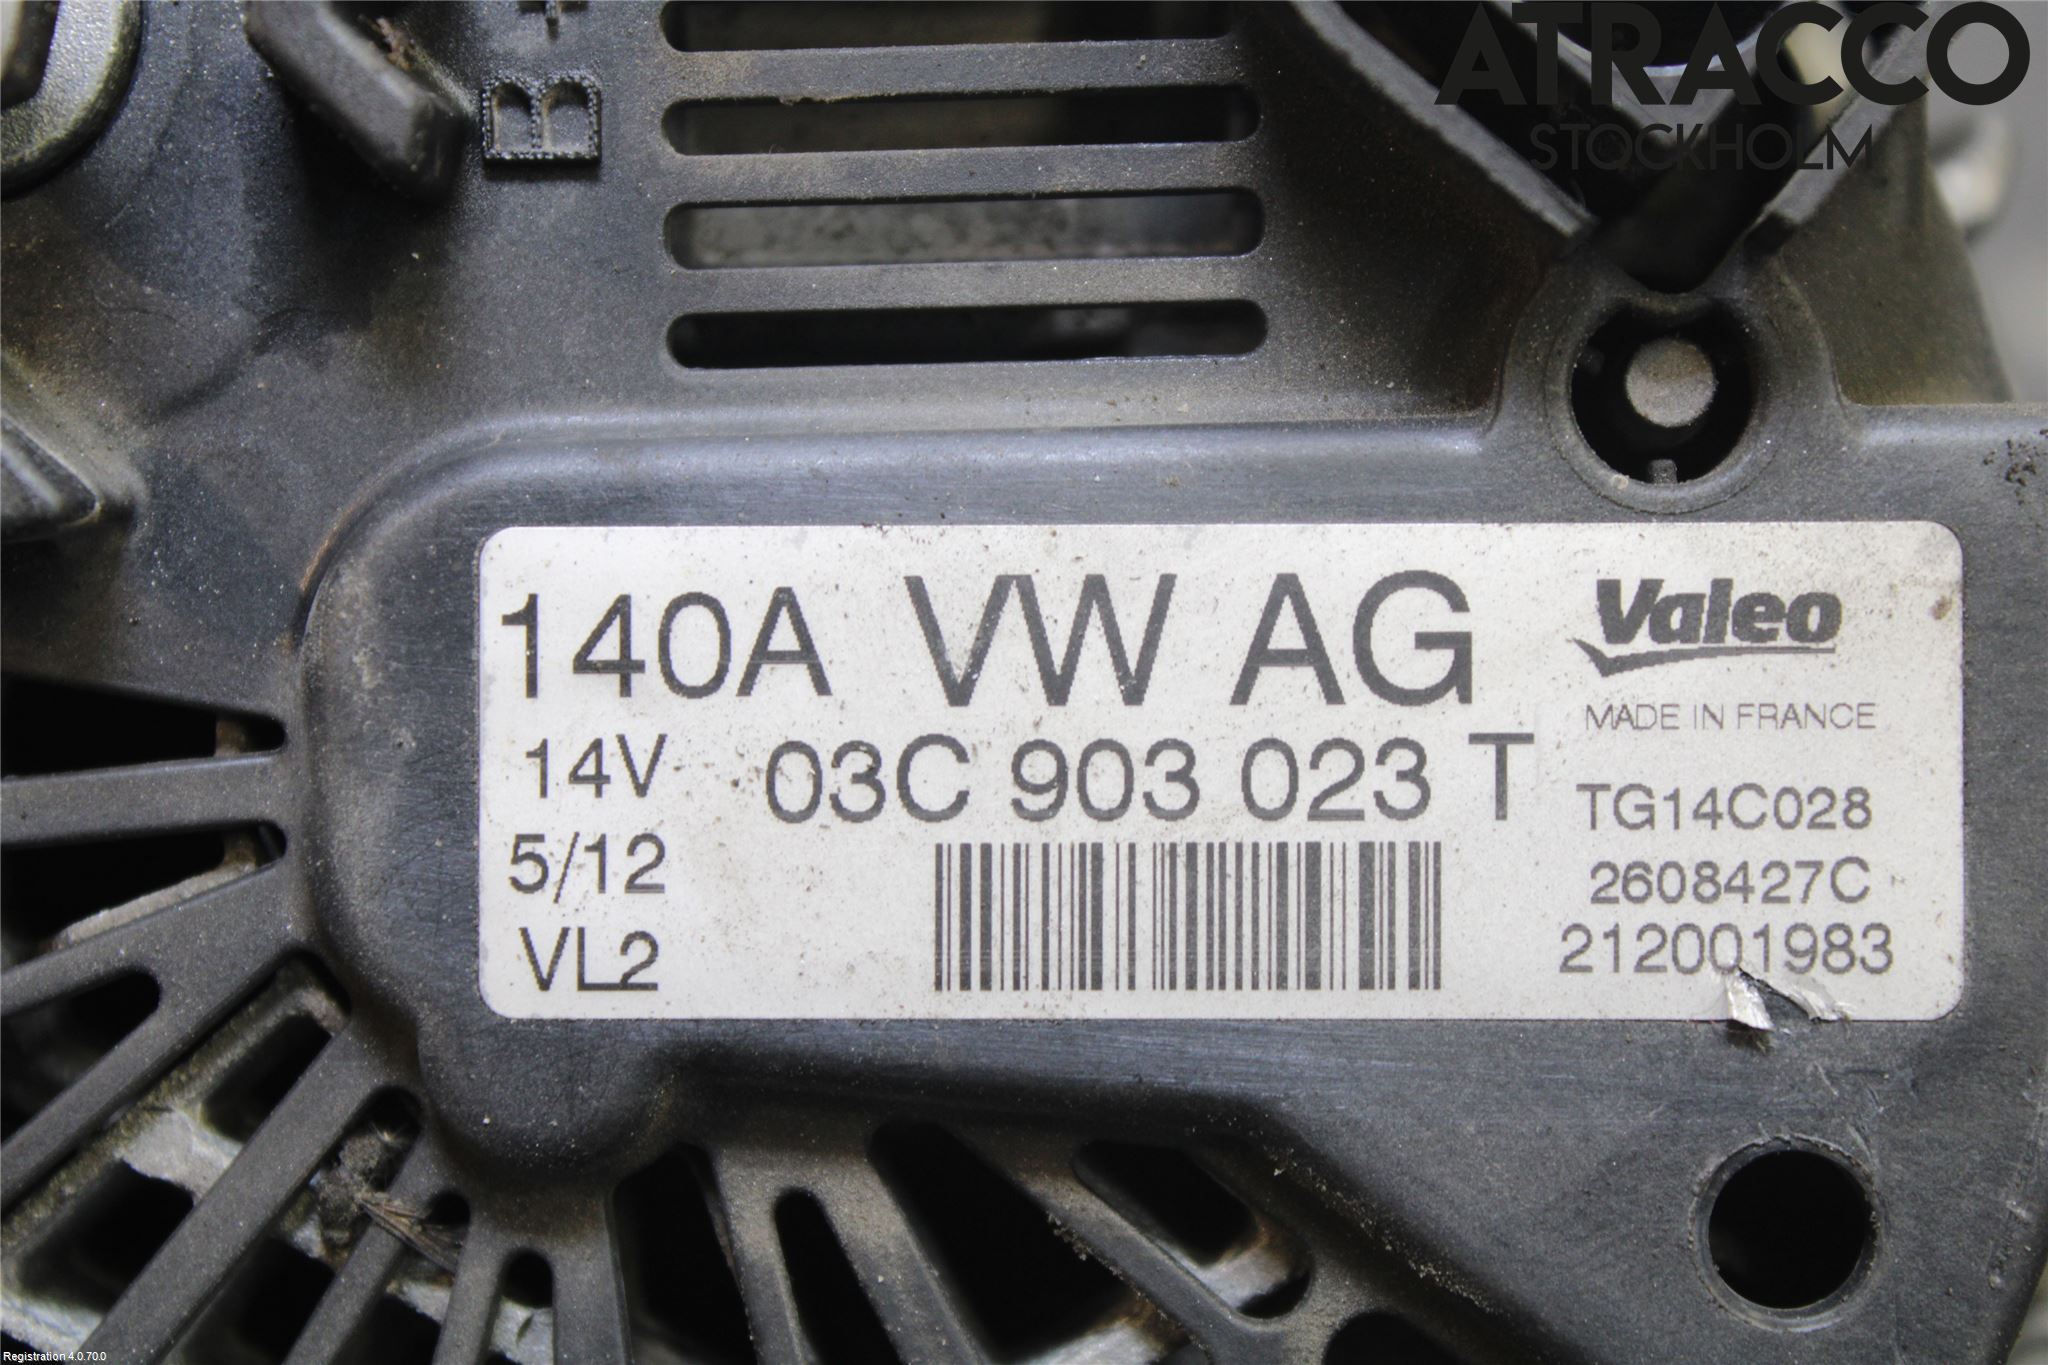 ATRACCO
STOCKHOLM
B+
140A VW AG
14V 03C 903 023 T
5/12
VL2
Valeo
MADE IN FRANCE
TG14C028
2608427C
212001983
Registration 4.0.70.0